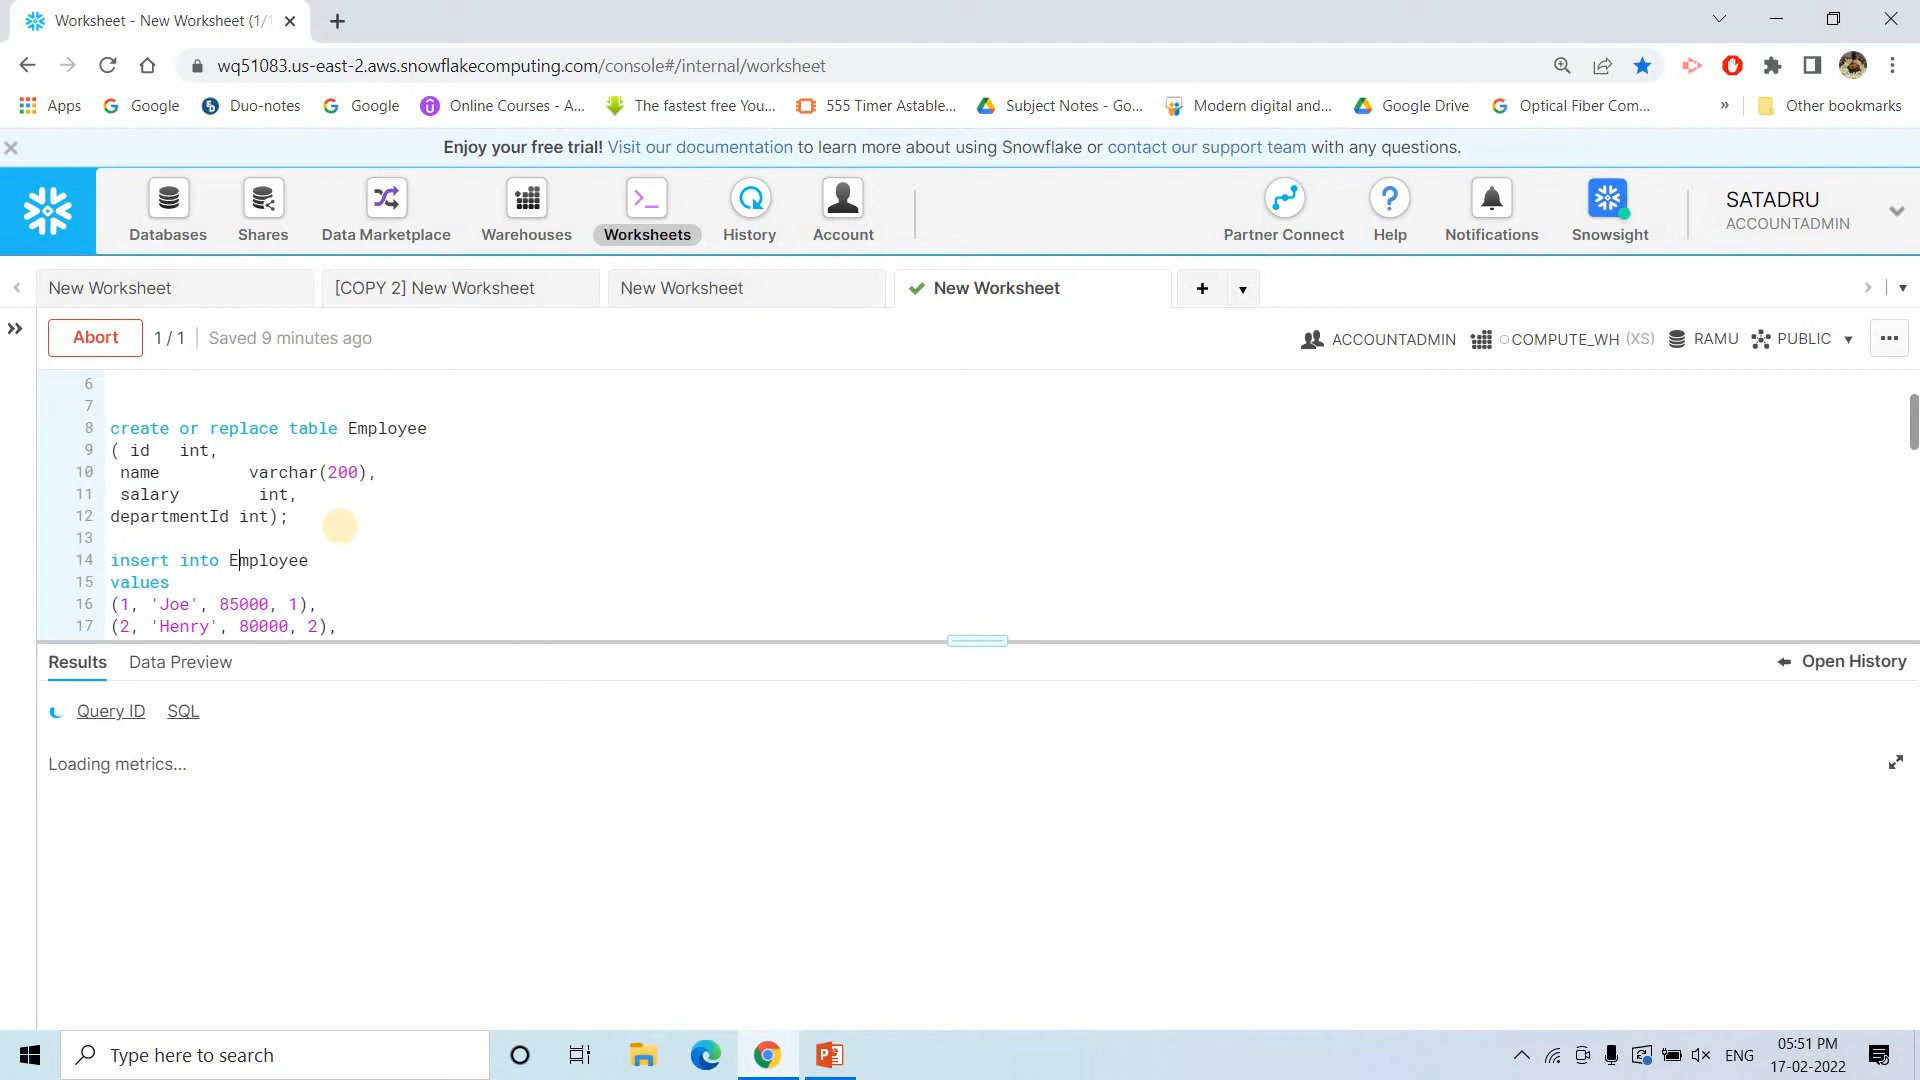 Worksheet - New Worksheet (1/1
wq51083.us-east-2.aws.snowflakecomputing.com/console#/internal/worksheet
Apps Google Duo-notes Google Online Courses - A... The fastest free You... 555 Timer Astable... Subject Notes - Go... Modern digital and... Google Drive Optical Fiber Com... » Other bookmarks
Enjoy your free trial! Visit our documentation to learn more about using Snowflake or contact our support team with any questions.
Databases Shares Data Marketplace Warehouses Worksheets History Account Partner Connect Help Notifications Snowsight
SATADRU
ACCOUNTADMIN
New Worksheet [COPY 2] New Worksheet New Worksheet New Worksheet
Abort 1 / 1 Saved 9 minutes ago ACCOUNTADMIN COMPUTE_WH (XS) RAMU PUBLIC
6
7
8 create or replace table Employee
9 ( id int,
10 name varchar(200),
11 salary int,
12 departmentId int);
13
14 insert into Employee
15 values
16 (1, 'Joe', 85000, 1),
17 (2, 'Henry', 80000, 2),
Results Data Preview Open History
Query ID SQL
Loading metrics...
Type here to search
ENG
05:51 PM
17-02-2022